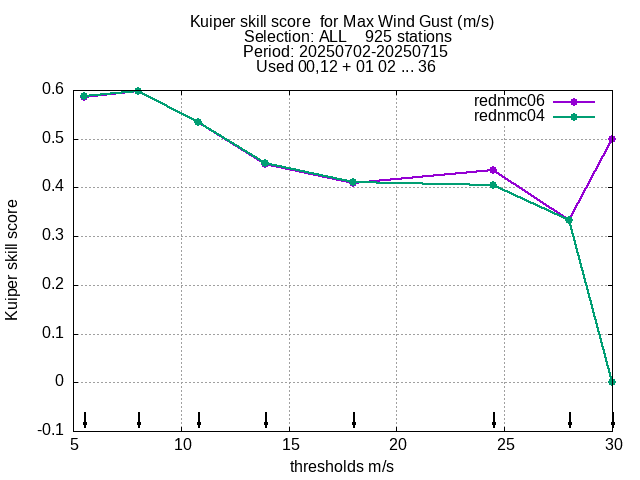 Kuiper skill score  for Max Wind Gust (m/s)
Selection: ALL    925 stations
Period: 20250702-20250715
Used 00,12 + 01 02 ... 36
rednmc06
rednmc04
0.6
0.5
0.4
0.3
0.2
0.1
0
-0.1
5 10 15 20 25 30
Kuiper skill score
thresholds m/s